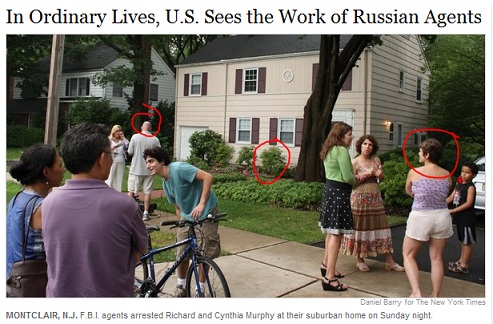 In Ordinary Lives, U.S. Sees the Work of Russian Agents
Daniel Barry for The New York Times
MONTCLAIR, N.J. F.B.I. agents arrested Richard and Cynthia Murphy at their suburban home on Sunday night.